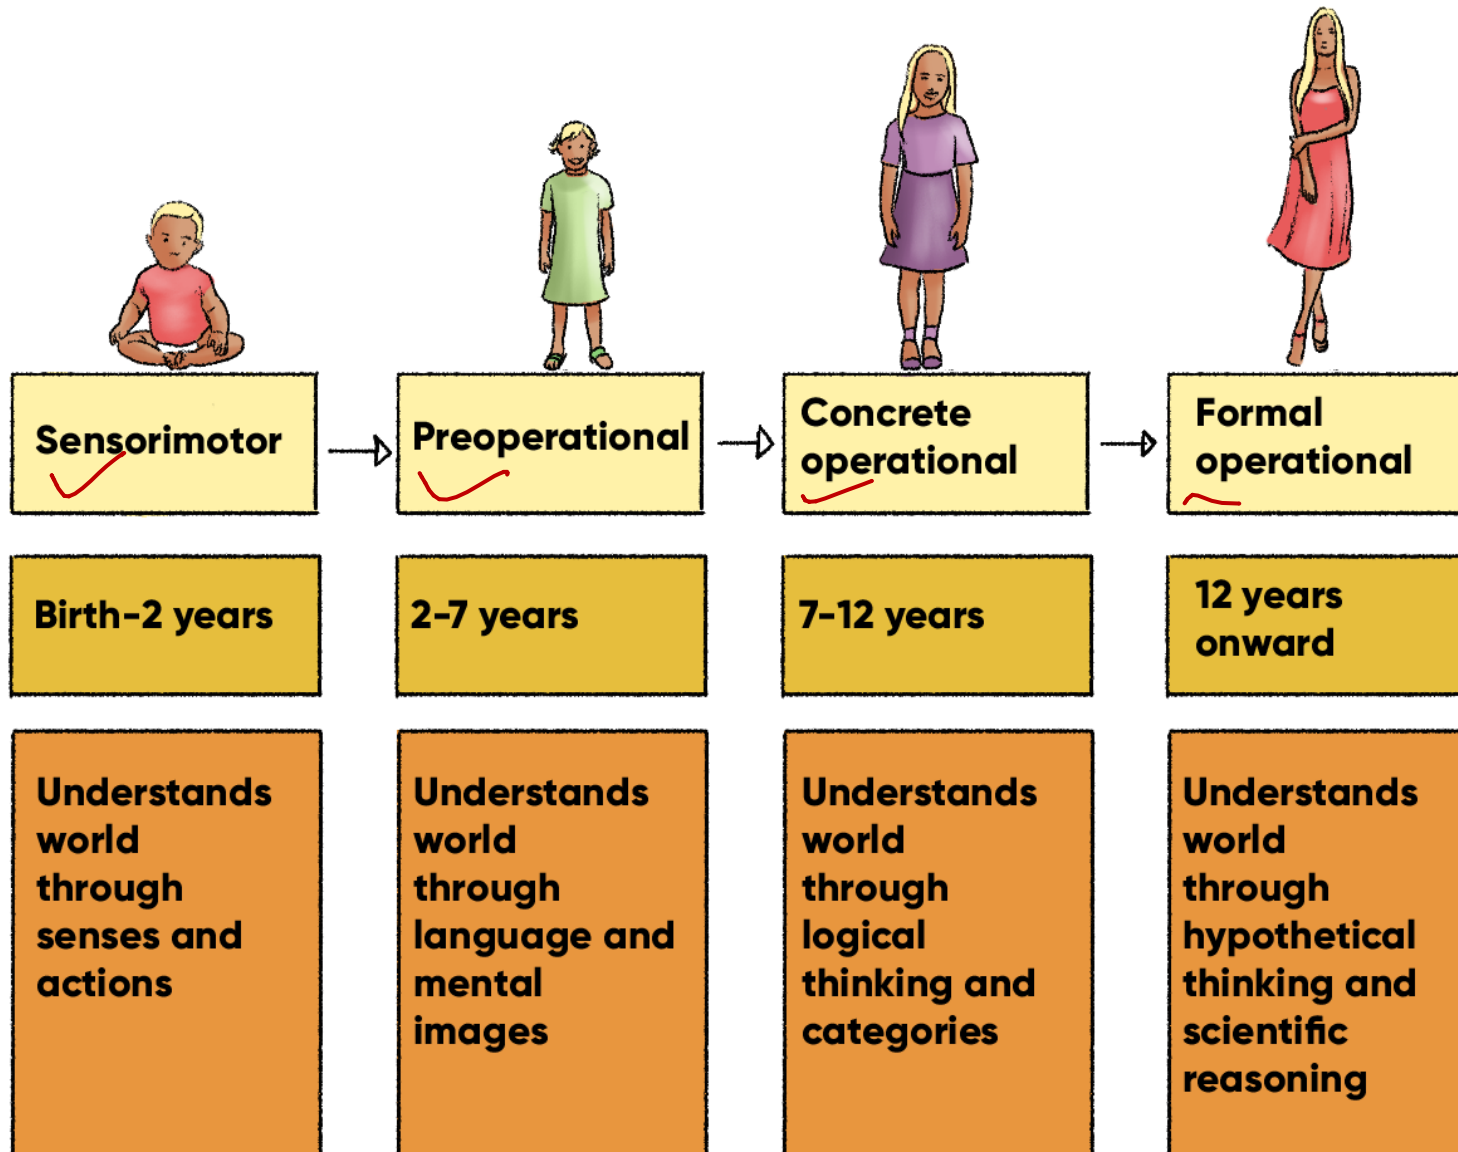 Sensorimotor
Preoperational
Concrete
operational
Formal
operational
Birth-2 years
2-7 years
7-12 years
12 years
onward
Understands
world
through
senses and
actions
Understands
world
through
language and
mental
images
Understands
world
through
logical
thinking and
categories
Understands
world
through
hypothetical
thinking and
scientific
reasoning